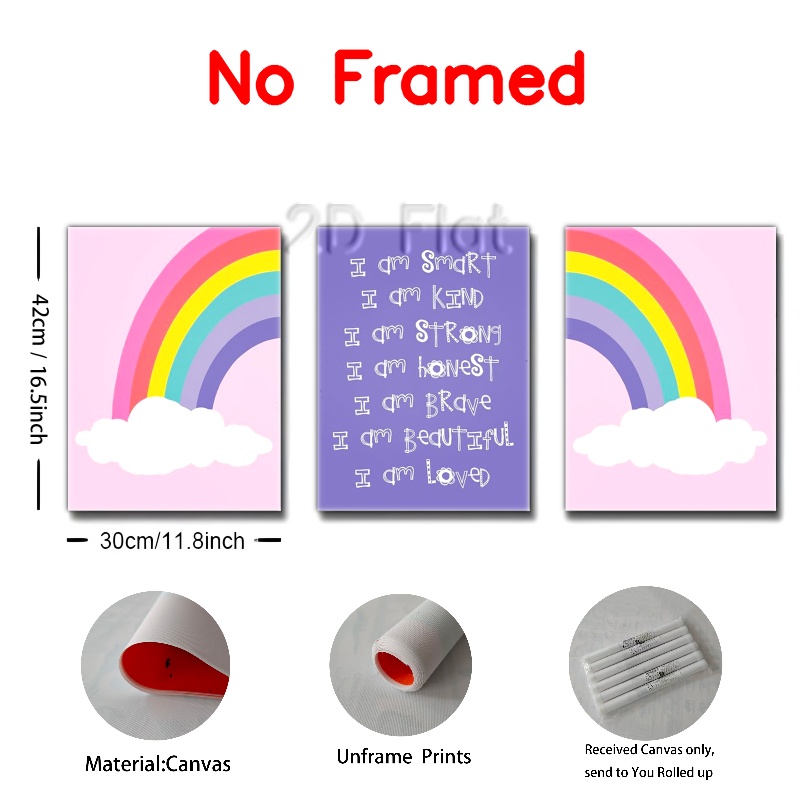 No Framed
2D Flat
I am SmaRT
I am KIND
I am STRONG
I am honeST
I am BRave
I am BeauTIful
I am Loved
42cm / 16.5inch
30cm/11.8inch
Material:Canvas
Unframe Prints
Received Canvas only,
send to You Rolled up